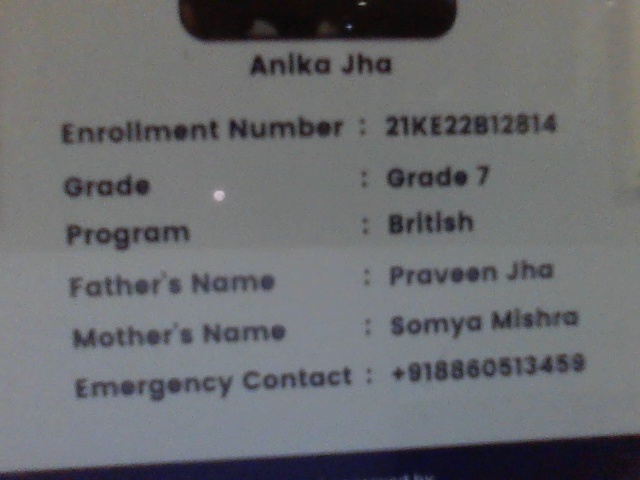 Anika Jha
Enrollment Number : 21KE22B12814
Grade : Grade 7
Program : British
Father's Name : Praveen Jha
Mother's Name : Somya Mishra
Emergency Contact : +918860513459
by